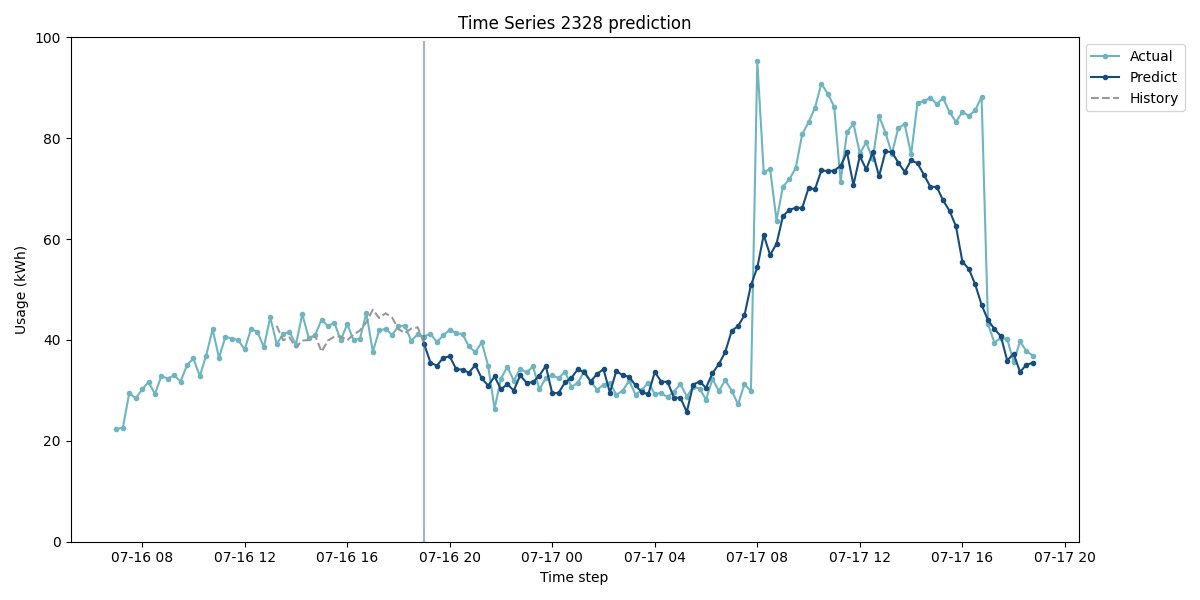 Time Series 2328 prediction
Actual
Predict
History
Usage (kWh)
100
80
60
40
20
0
07-16 08
07-16 12
07-16 16
07-16 20
07-17 00
07-17 04
07-17 08
07-17 12
07-17 16
07-17 20
Time step